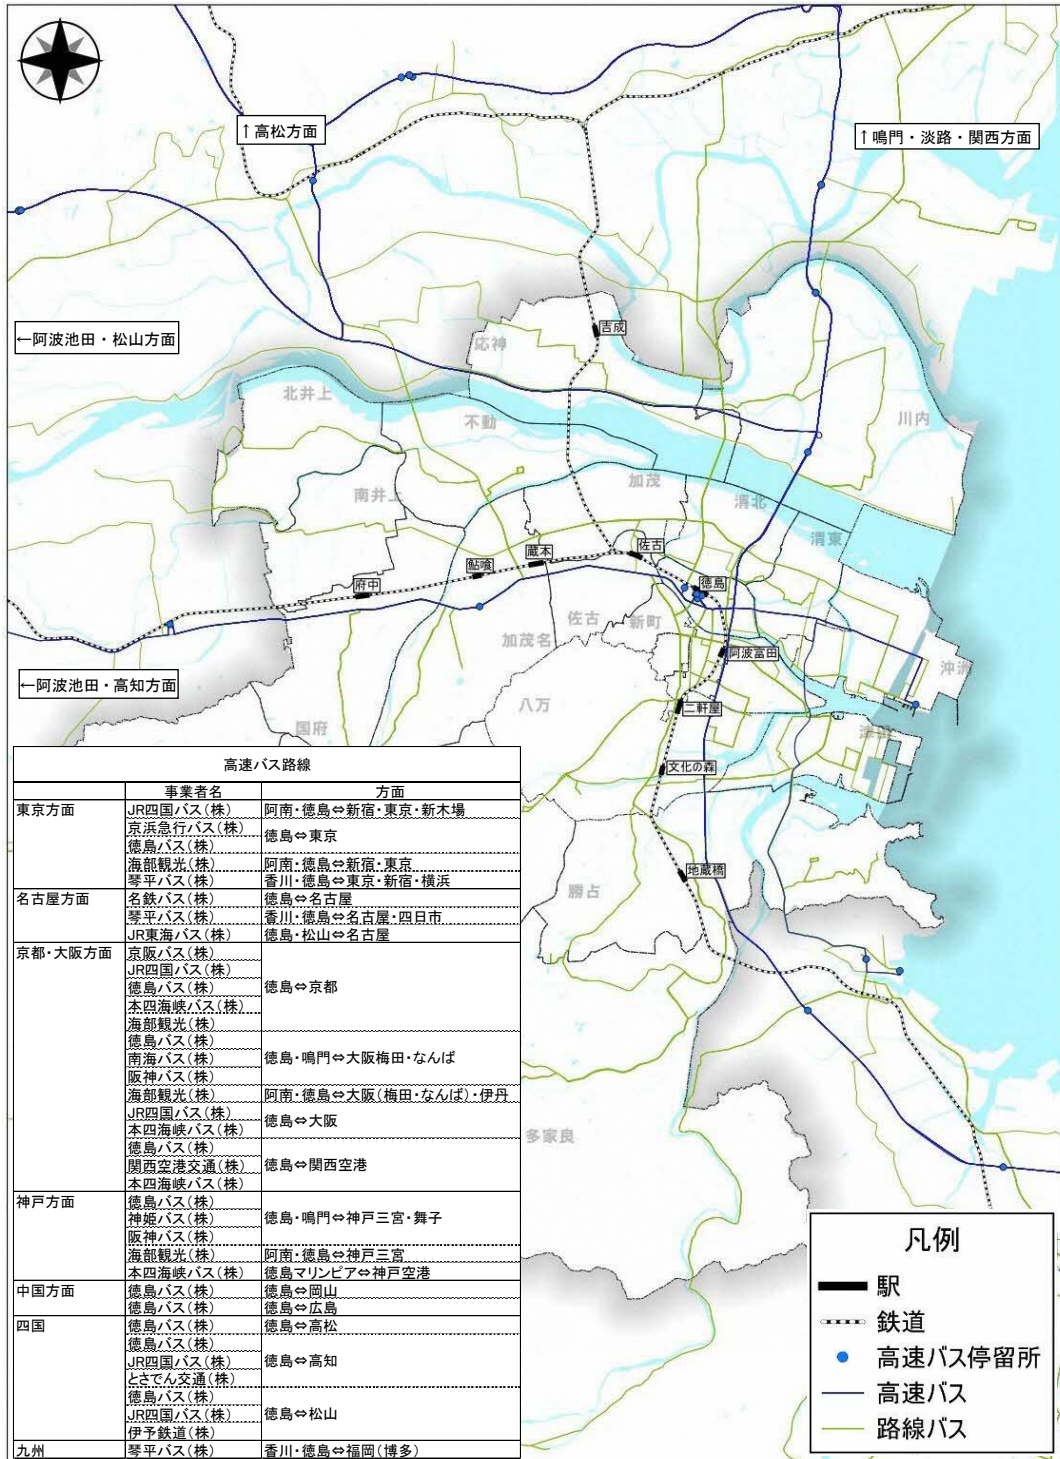 ↑高松方面
↑鳴門・淡路・関西方面
←阿波池田・松山方面
吉成
応神
北井上
不動
川内
南井上
加茂
渭北
渭東
佐古
蔵本
鮎喰
府中
徳島
佐古
新町
加茂名
阿波富田
←阿波池田・高知方面
沖洲
八万
二軒屋
国府
津田
文化の森
地蔵橋
勝占
多家良
高速バス路線
事業者名 方面
東京方面 JR四国バス(株) 阿南・徳島⇔新宿・東京・新木場
京浜急行バス(株) 徳島⇔東京
徳島バス(株)
海部観光(株) 阿南・徳島⇔新宿・東京
琴平バス(株) 香川・徳島⇔東京・新宿・横浜
名古屋方面 名鉄バス(株) 徳島⇔名古屋
琴平バス(株) 香川・徳島⇔名古屋・四日市
JR東海バス(株) 徳島・松山⇔名古屋
京都・大阪方面 京阪バス(株) 徳島⇔京都
JR四国バス(株)
徳島バス(株)
本四海峡バス(株)
海部観光(株)
徳島バス(株) 徳島・鳴門⇔大阪梅田・なんば
南海バス(株)
阪神バス(株)
海部観光(株) 阿南・徳島⇔大阪(梅田・なんば)・伊丹
JR四国バス(株) 徳島⇔大阪
本四海峡バス(株)
徳島バス(株) 徳島⇔関西空港
関西空港交通(株)
本四海峡バス(株)
神戸方面 徳島バス(株) 徳島・鳴門⇔神戸三宮・舞子
神姫バス(株)
阪神バス(株)
海部観光(株) 阿南・徳島⇔神戸三宮
本四海峡バス(株) 徳島マリンピア⇔神戸空港
中国方面 徳島バス(株) 徳島⇔岡山
徳島バス(株) 徳島⇔広島
四国 徳島バス(株) 徳島⇔高松
徳島バス(株) 徳島⇔高知
JR四国バス(株)
とさでん交通(株)
徳島バス(株) 徳島⇔松山
JR四国バス(株)
伊予鉄道(株)
九州 琴平バス(株) 香川・徳島⇔福岡(博多)
凡例
駅
鉄道
高速バス停留所
高速バス
路線バス